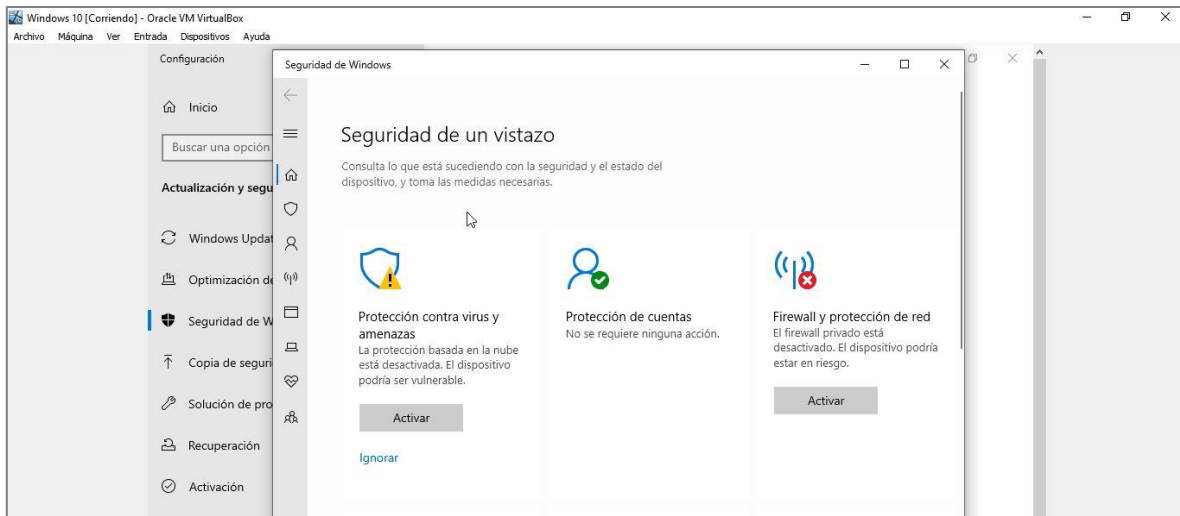 Windows 10 [Corriendo] - Oracle VM VirtualBox
Archivo Máquina Ver Entrada Dispositivos Ayuda
Configuración
Inicio
Buscar una opción
Actualización y segu
Windows Updat
Optimización de
Seguridad de W
Copia de seguri
Solución de pro
Recuperación
Activación
Seguridad de Windows
Seguridad de un vistazo
Consulta lo que está sucediendo con la seguridad y el estado del
dispositivo, y toma las medidas necesarias.
Protección contra virus y
amenazas
La protección basada en la nube
está desactivada. El dispositivo
podría ser vulnerable.
Activar
Ignorar
Protección de cuentas
No se requiere ninguna acción.
Firewall y protección de red
El firewall privado está
desactivado. El dispositivo podría
estar en riesgo.
Activar